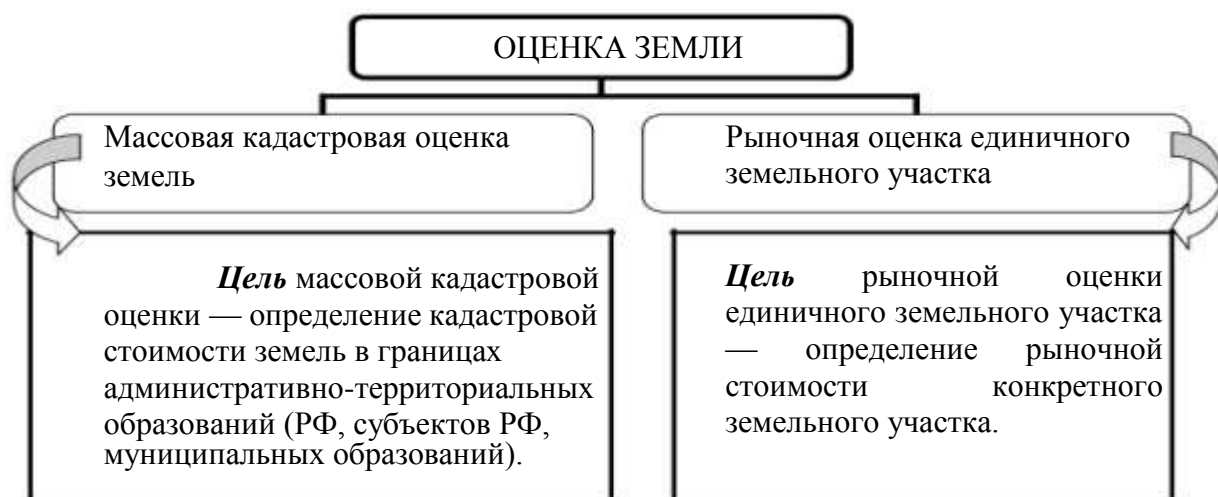 ОЦЕНКА ЗЕМЛИ
Массовая кадастровая оценка
земель
Рыночная оценка единичного
земельного участка
Цель массовой кадастровой
оценки — определение кадастровой
стоимости земель в границах
административно-территориальных
образований (РФ, субъектов РФ,
муниципальных образований).
Цель рыночной оценки
единичного земельного участка
— определение рыночной
стоимости конкретного
земельного участка.